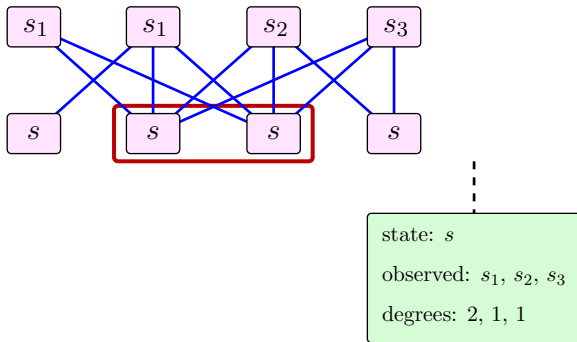 s₁ s₁ s₂ s₃
s s s s
state: s
observed: s₁, s₂, s₃
degrees: 2, 1, 1